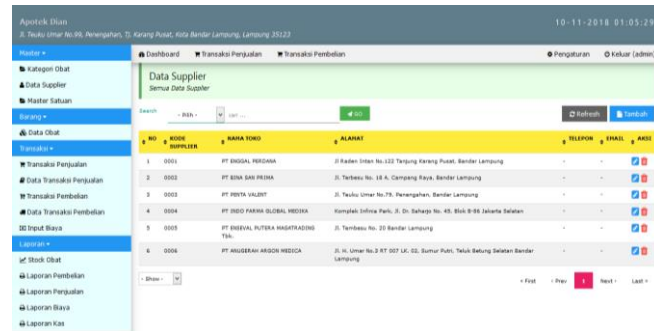 Apotek Dian
Jl. Teuku Umar No.99, Penengahan, Tj. Karang Pusat, Kota Bandar Lampung, Lampung 35123
10-11-2018 01:05:29
Master
Dashboard Transaksi Penjualan Transaksi Pembelian Pengaturan Keluar (admin)
Kategori Obat
Data Supplier
Master Satuan
Barang
Data Obat
Transaksi
Transaksi Penjualan
Data Transaksi Penjualan
Transaksi Pembelian
Data Transaksi Pembelian
Input Biaya
Laporan
Stock Obat
Laporan Pembelian
Laporan Penjualan
Laporan Biaya
Laporan Kas
Data Supplier
Semua Data Supplier
Search - Pilih - cari .... GO Refresh Tambah
NO KODE SUPPLIER NAMA TOKO ALAMAT TELEPON EMAIL AKSI
1 0001 PT ENGGAL PERDANA Jl Raden Intan No.122 Tanjung Karang Pusat, Bandar Lampung - -
2 0002 PT BINA SAN PRIMA Jl. Terbesu No. 18 A. Campang Raya, Bandar Lampung - -
3 0003 PT PENTA VALENT Jl. Teuku Umar No.79. Penengahan, Bandar Lampung - -
4 0004 PT INDO FARMA GLOBAL MEDIKA Komplek Infinia Park, Jl. Dr. Saharjo No. 45, Blok B-86 Jakarta Selatan - -
5 0005 PT ENSEVAL PUTERA MAGATRADING Tbk. Jl. Tembesu No. 20 Bandar Lampung - -
6 0006 PT ANUGERAH ARGON MEDICA Jl. H. Umar No.3 RT 007 LK. 02, Sumur Putri, Teluk Betung Selatan Bandar Lampung - -
- Show -
« First ‹ Prev 1 Next › Last »